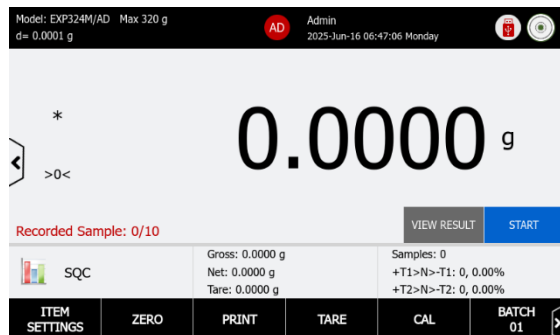 Model: EXP324M/AD Max 320 g
d= 0.0001 g
AD
Admin
2025-Jun-16 06:47:06 Monday
*
>0<
0.0000 g
Recorded Sample: 0/10
VIEW RESULT
START
SQC
Gross: 0.0000 g
Net: 0.0000 g
Tare: 0.0000 g
Samples: 0
+T1>N>-T1: 0, 0.00%
+T2>N>-T2: 0, 0.00%
ITEM
SETTINGS
ZERO
PRINT
TARE
CAL
BATCH
01